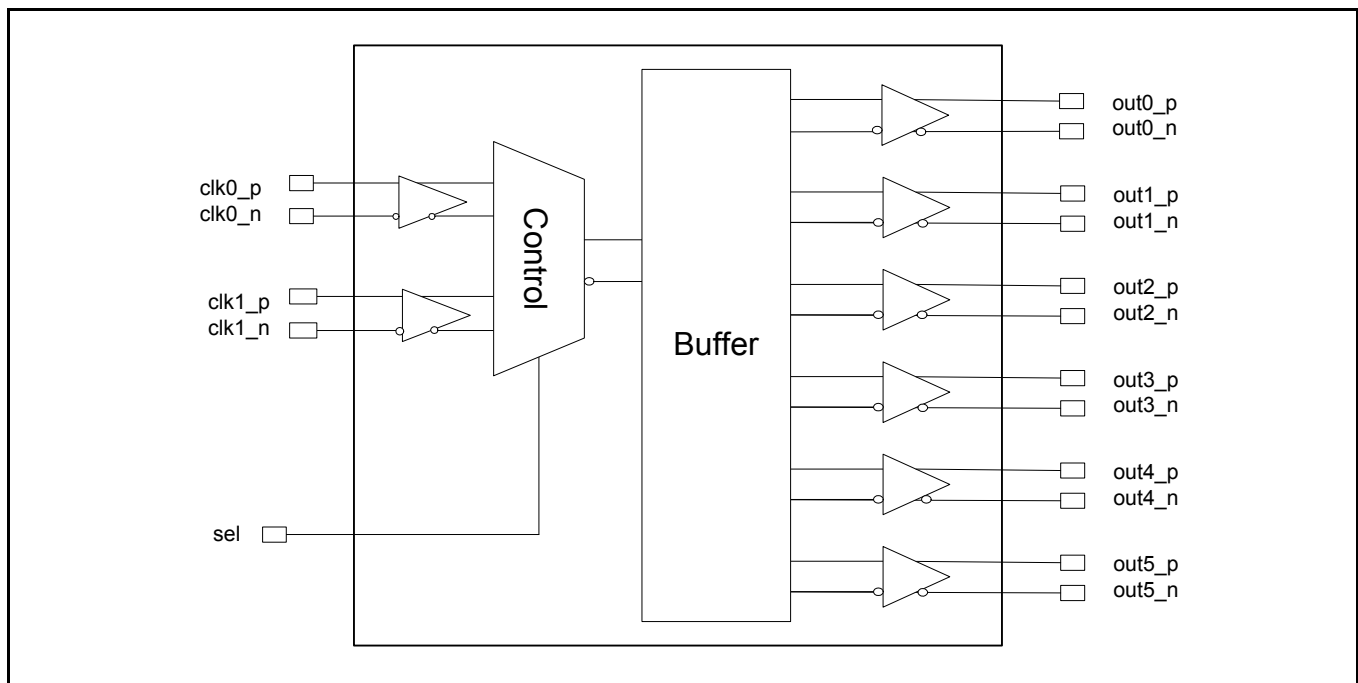 clk0_p
clk0_n
clk1_p
clk1_n
sel
Control
Buffer
out0_p
out0_n
out1_p
out1_n
out2_p
out2_n
out3_p
out3_n
out4_p
out4_n
out5_p
out5_n